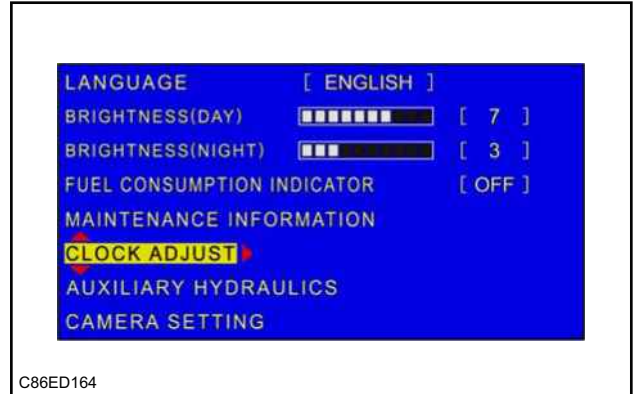 LANGUAGE [ ENGLISH ]
BRIGHTNESS(DAY) [ 7 ]
BRIGHTNESS(NIGHT) [ 3 ]
FUEL CONSUMPTION INDICATOR [ OFF ]
MAINTENANCE INFORMATION
CLOCK ADJUST
AUXILIARY HYDRAULICS
CAMERA SETTING
C86ED164